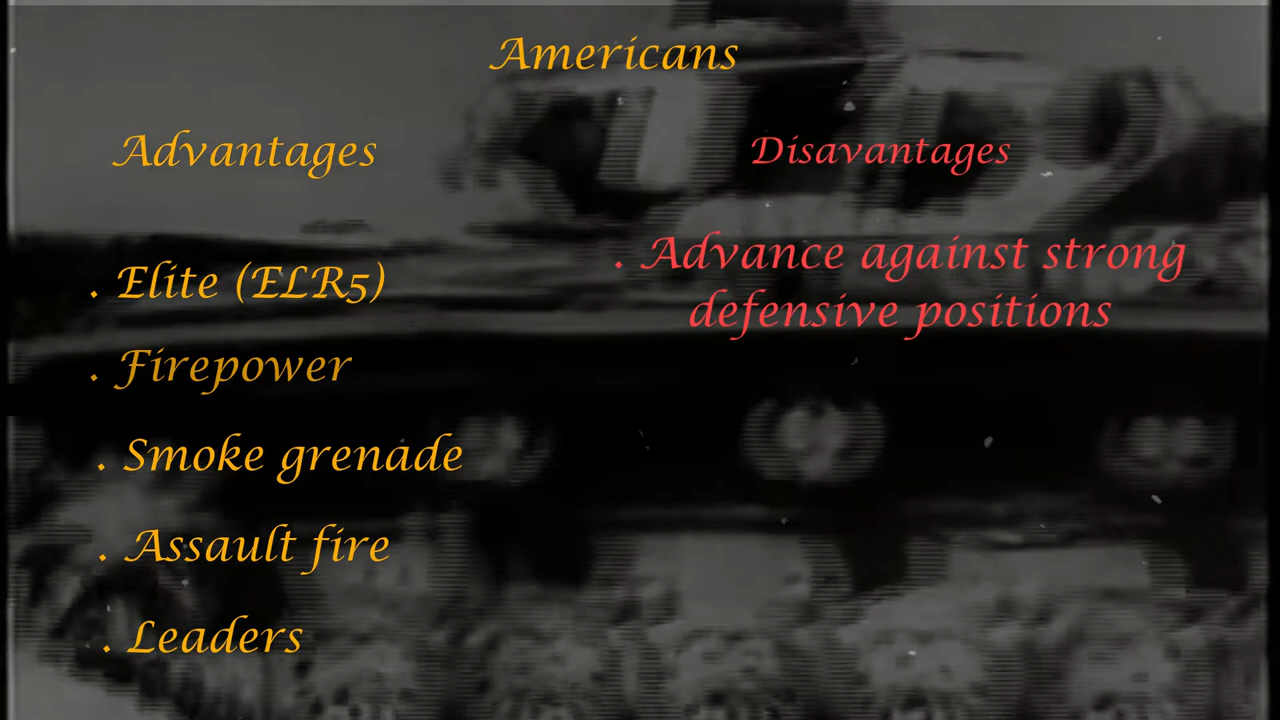 Americans
Advantages
Disavantages
. Elite (ELR5)
. Firepower
. Smoke grenade
. Assault fire
. Leaders
. Advance against strong
defensive positions